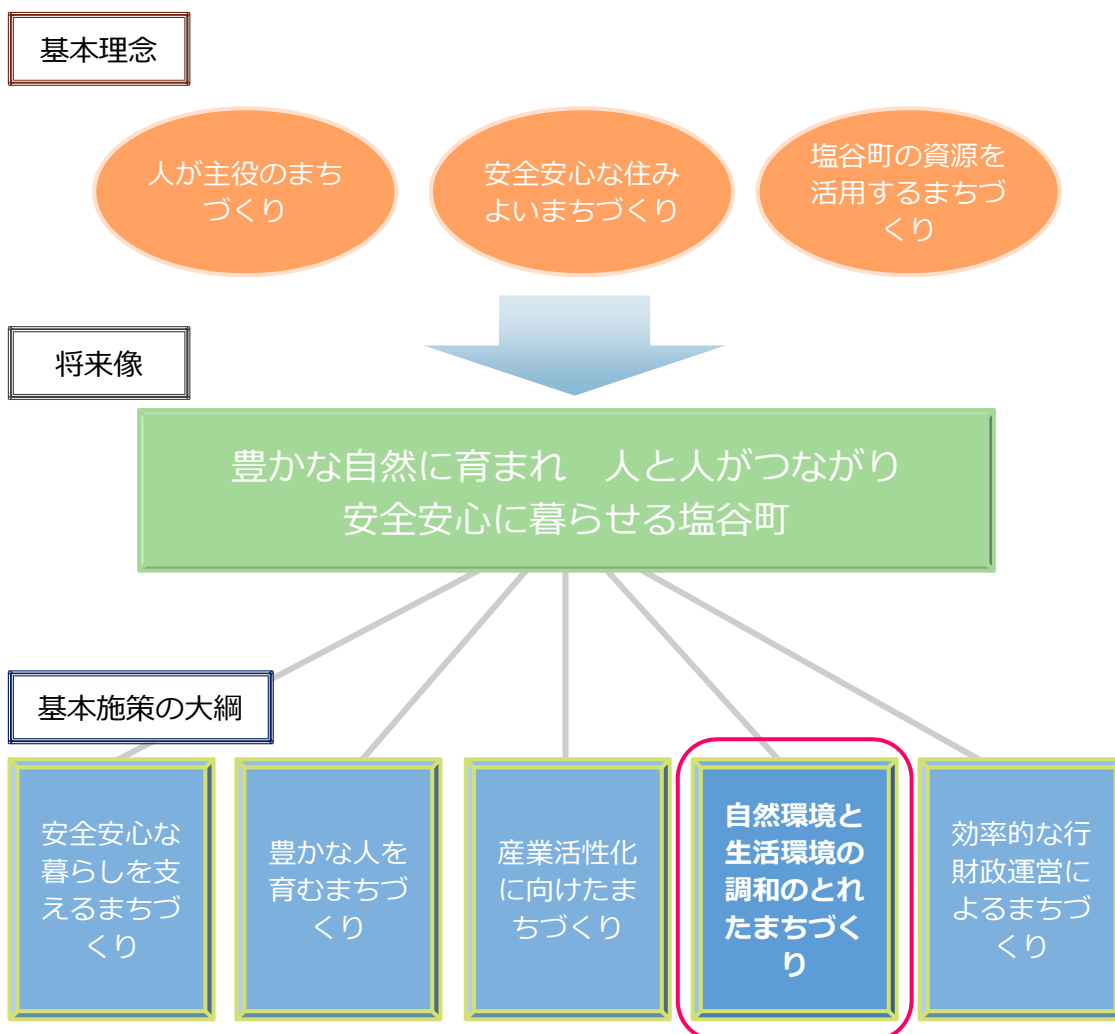 基本理念
人が主役のまち
づくり
安全安心な住み
よいまちづくり
塩谷町の資源を
活用するまちづ
くり
将来像
豊かな自然に育まれ　人と人がつながり
安全安心に暮らせる塩谷町
基本施策の大綱
安全安心な
暮らしを支
えるまちづ
くり
豊かな人を
育むまちづ
くり
産業活性化
に向けたま
ちづくり
自然環境と
生活環境の
調和のとれ
たまちづく
り
効率的な行
財政運営に
よるまちづ
くり